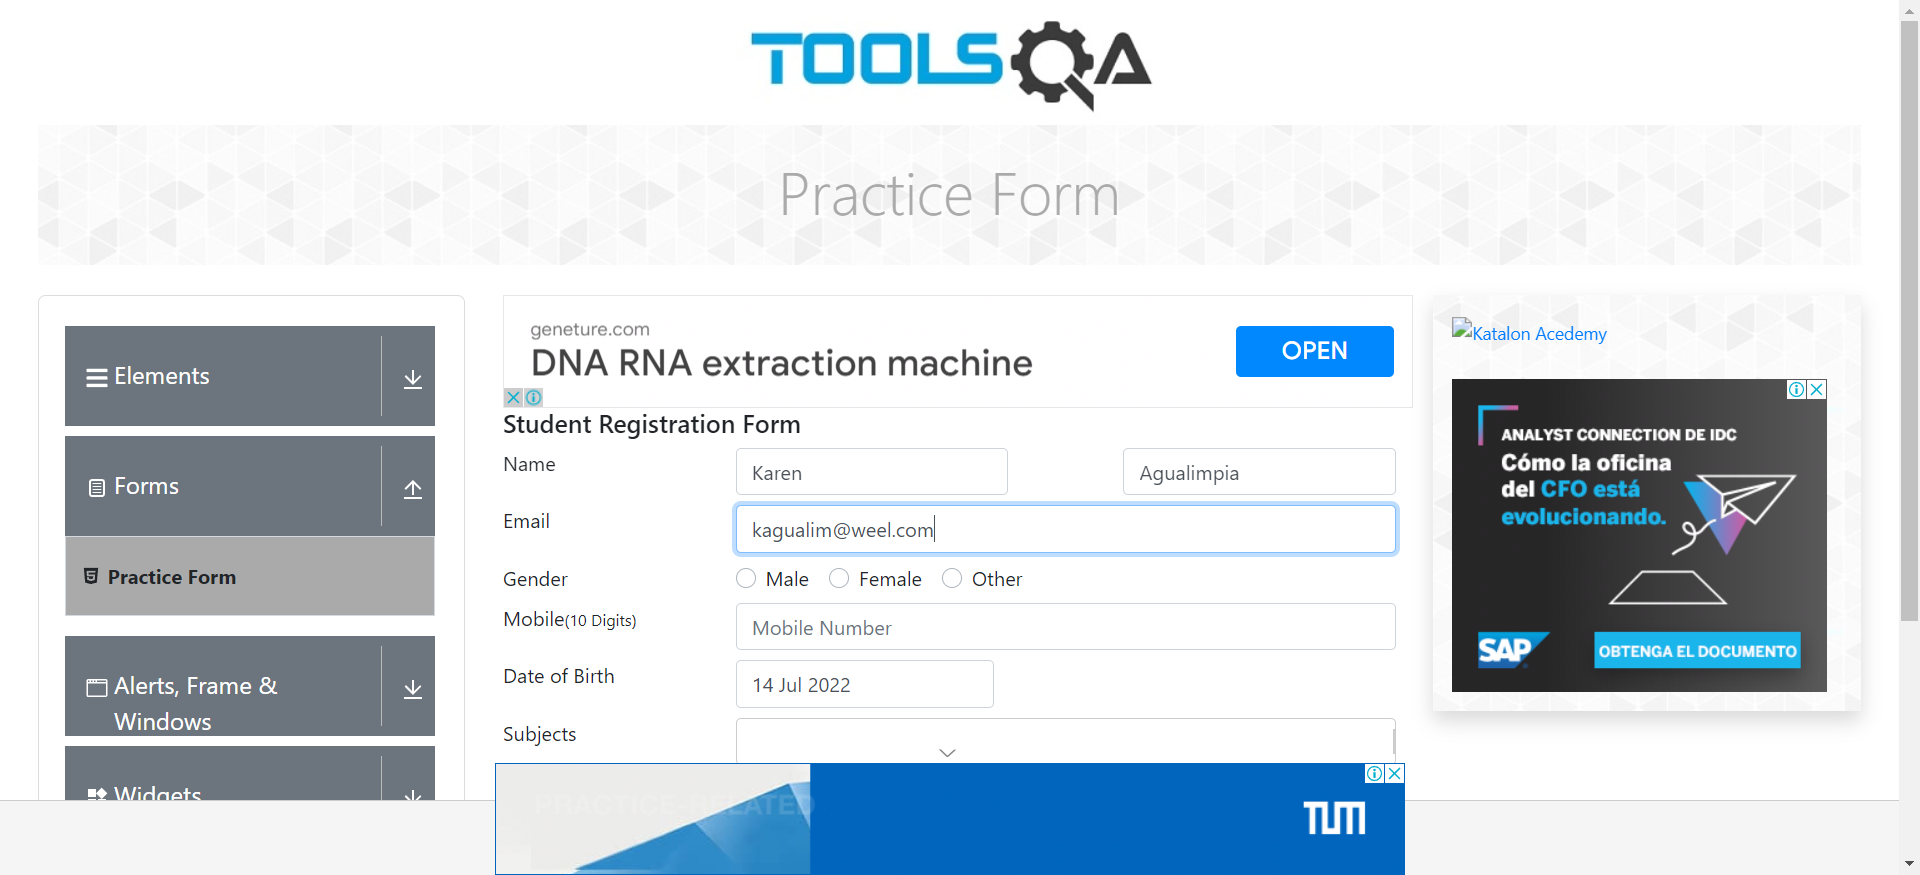 TOOLSQA
Practice Form
Elements
Forms
Practice Form
Alerts, Frame &
Windows
Widgets
geneture.com
DNA RNA extraction machine
OPEN
Student Registration Form
Name
Karen
Agualimpia
Email
kagualim@weel.com
Gender
Male
Female
Other
Mobile(10 Digits)
Mobile Number
Date of Birth
14 Jul 2022
Subjects
PRACTICE-RELATED
TUM
Katalon Acedemy
ANALYST CONNECTION DE IDC
Cómo la oficina
del CFO está
evolucionando.
SAP
OBTENGA EL DOCUMENTO